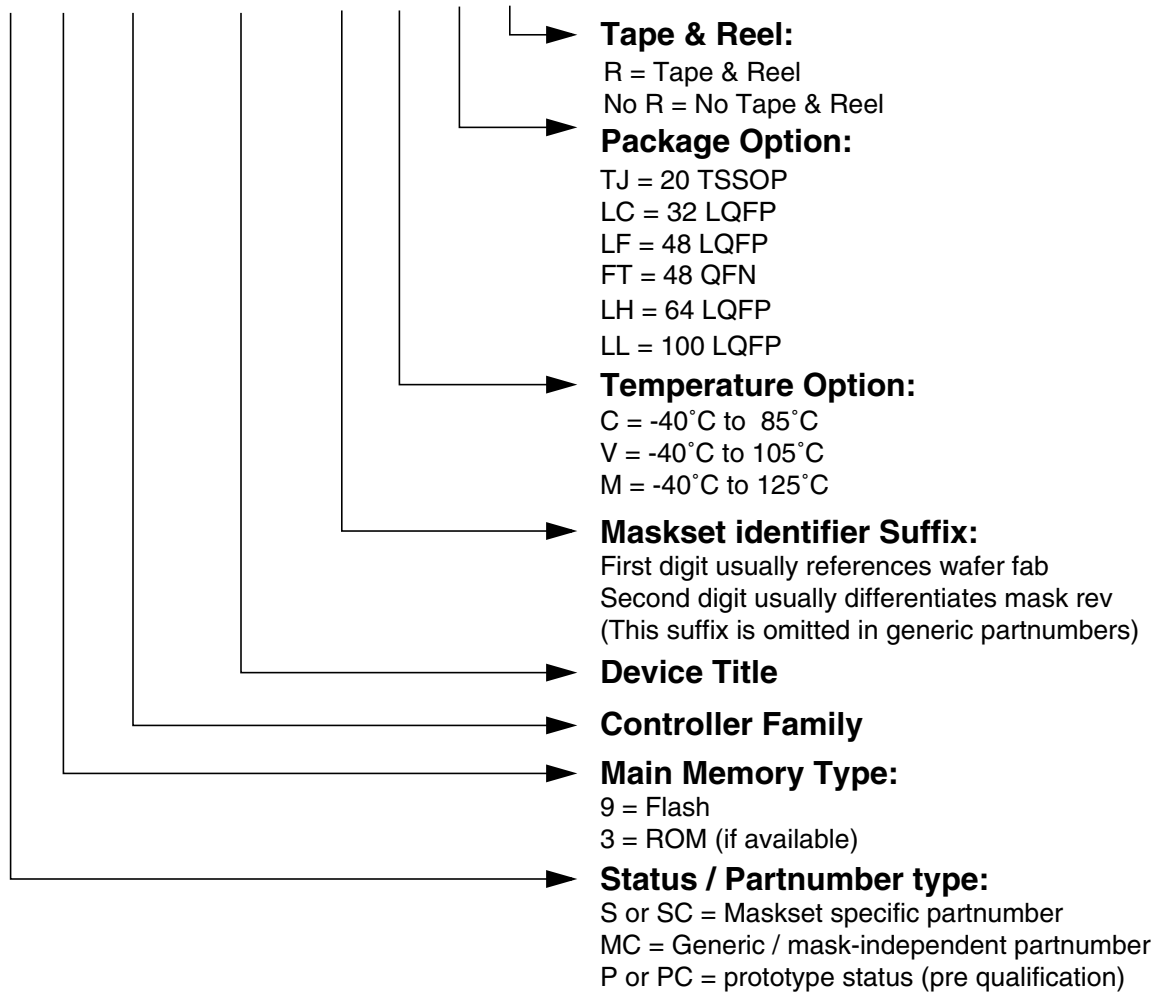 Tape & Reel:
R = Tape & Reel
No R = No Tape & Reel
Package Option:
TJ = 20 TSSOP
LC = 32 LQFP
LF = 48 LQFP
FT = 48 QFN
LH = 64 LQFP
LL = 100 LQFP
Temperature Option:
C = -40˚C to  85˚C
V = -40˚C to 105˚C
M = -40˚C to 125˚C
Maskset identifier Suffix:
First digit usually references wafer fab
Second digit usually differentiates mask rev
(This suffix is omitted in generic partnumbers)
Device Title
Controller Family
Main Memory Type:
9 = Flash
3 = ROM (if available)
Status / Partnumber type:
S or SC = Maskset specific partnumber
MC = Generic / mask-independent partnumber
P or PC = prototype status (pre qualification)